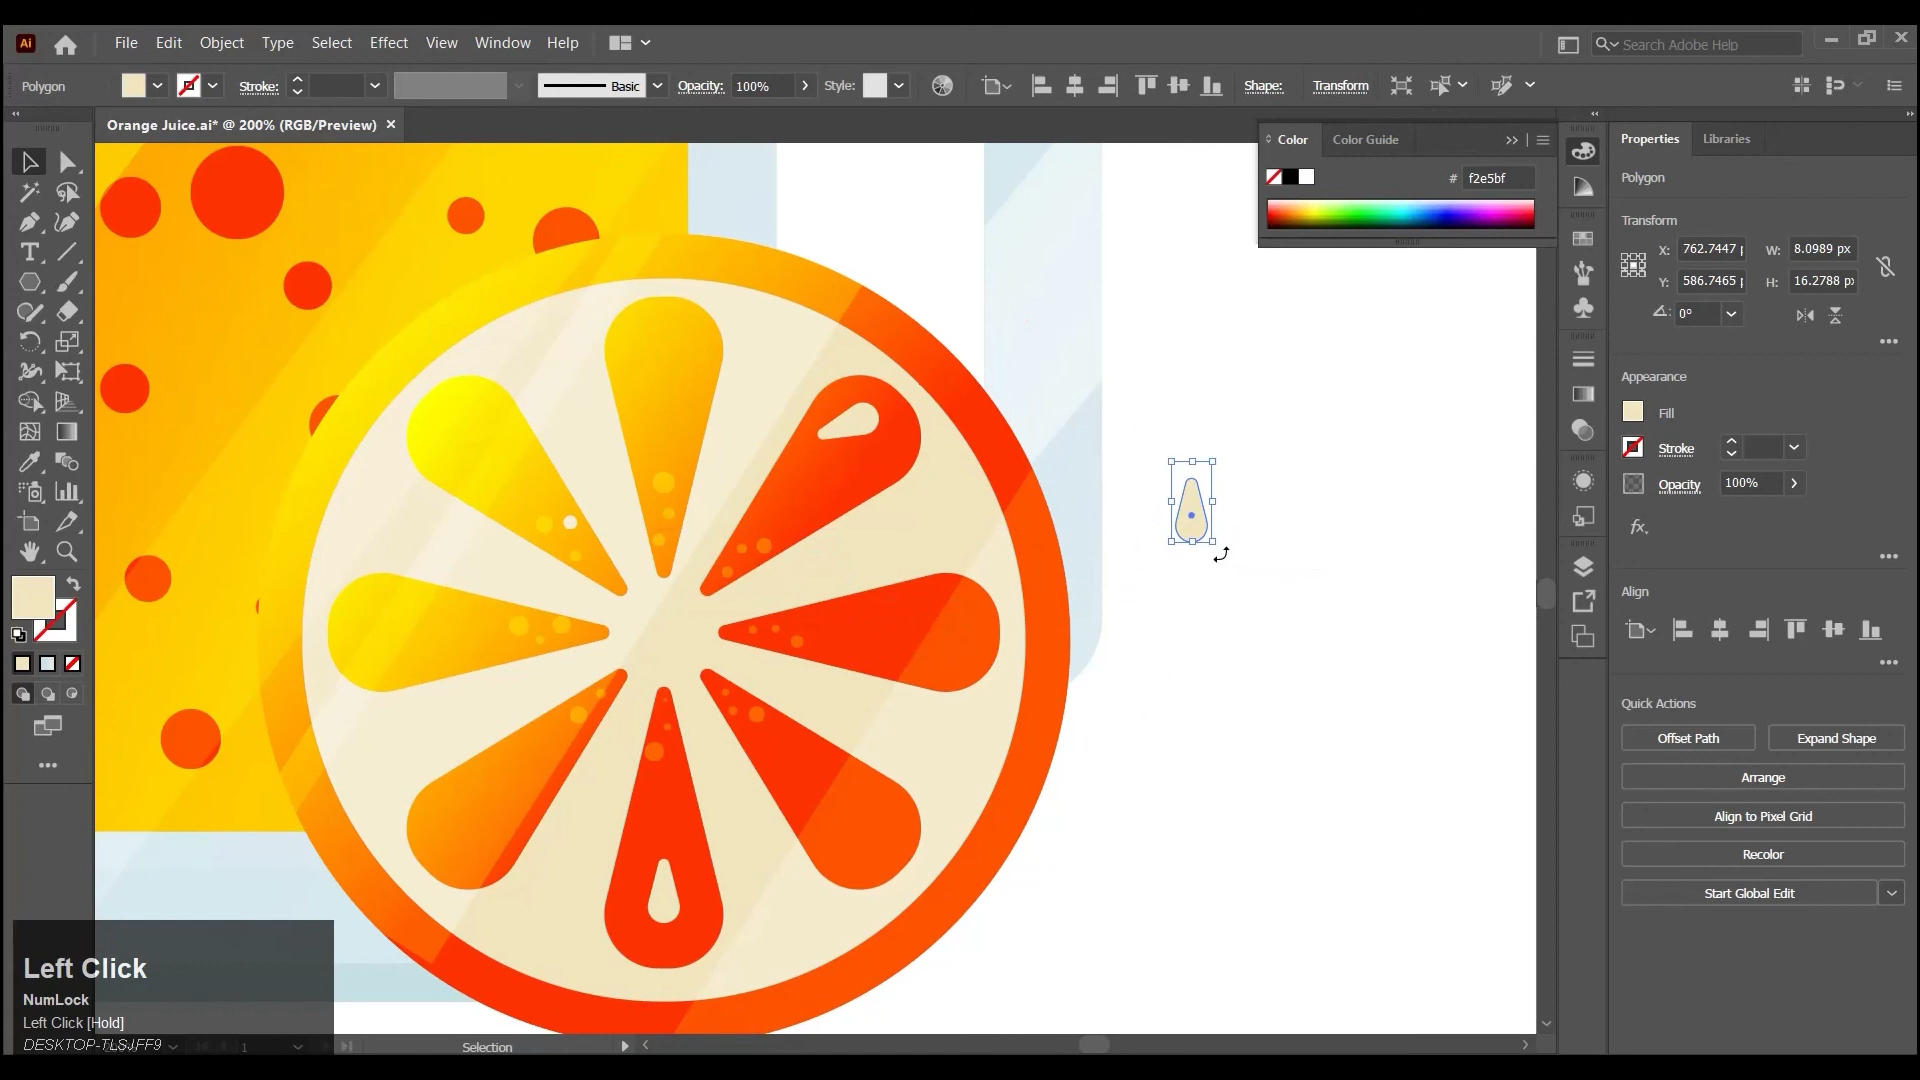 Ai File Edit Object Type Select Effect View Window Help Search Adobe Help
Polygon Stroke: Basic Opacity: 100% Style: Shape: Transform
Orange Juice.ai* @ 200% (RGB/Preview) ×
Color Color Guide
# f2e5bf
Properties Libraries
Polygon
Transform
X: 762.7447 W: 8.0989 px
Y: 586.7465 H: 16.2788 px
0°
Appearance
Fill
Stroke
Opacity 100%
fx.
Align
Quick Actions
Offset Path Expand Shape
Arrange
Align to Pixel Grid
Recolor
Start Global Edit
Left Click
NumLock
Left Click [Hold]
DESKTOP-TLSJFF9
1 Selection